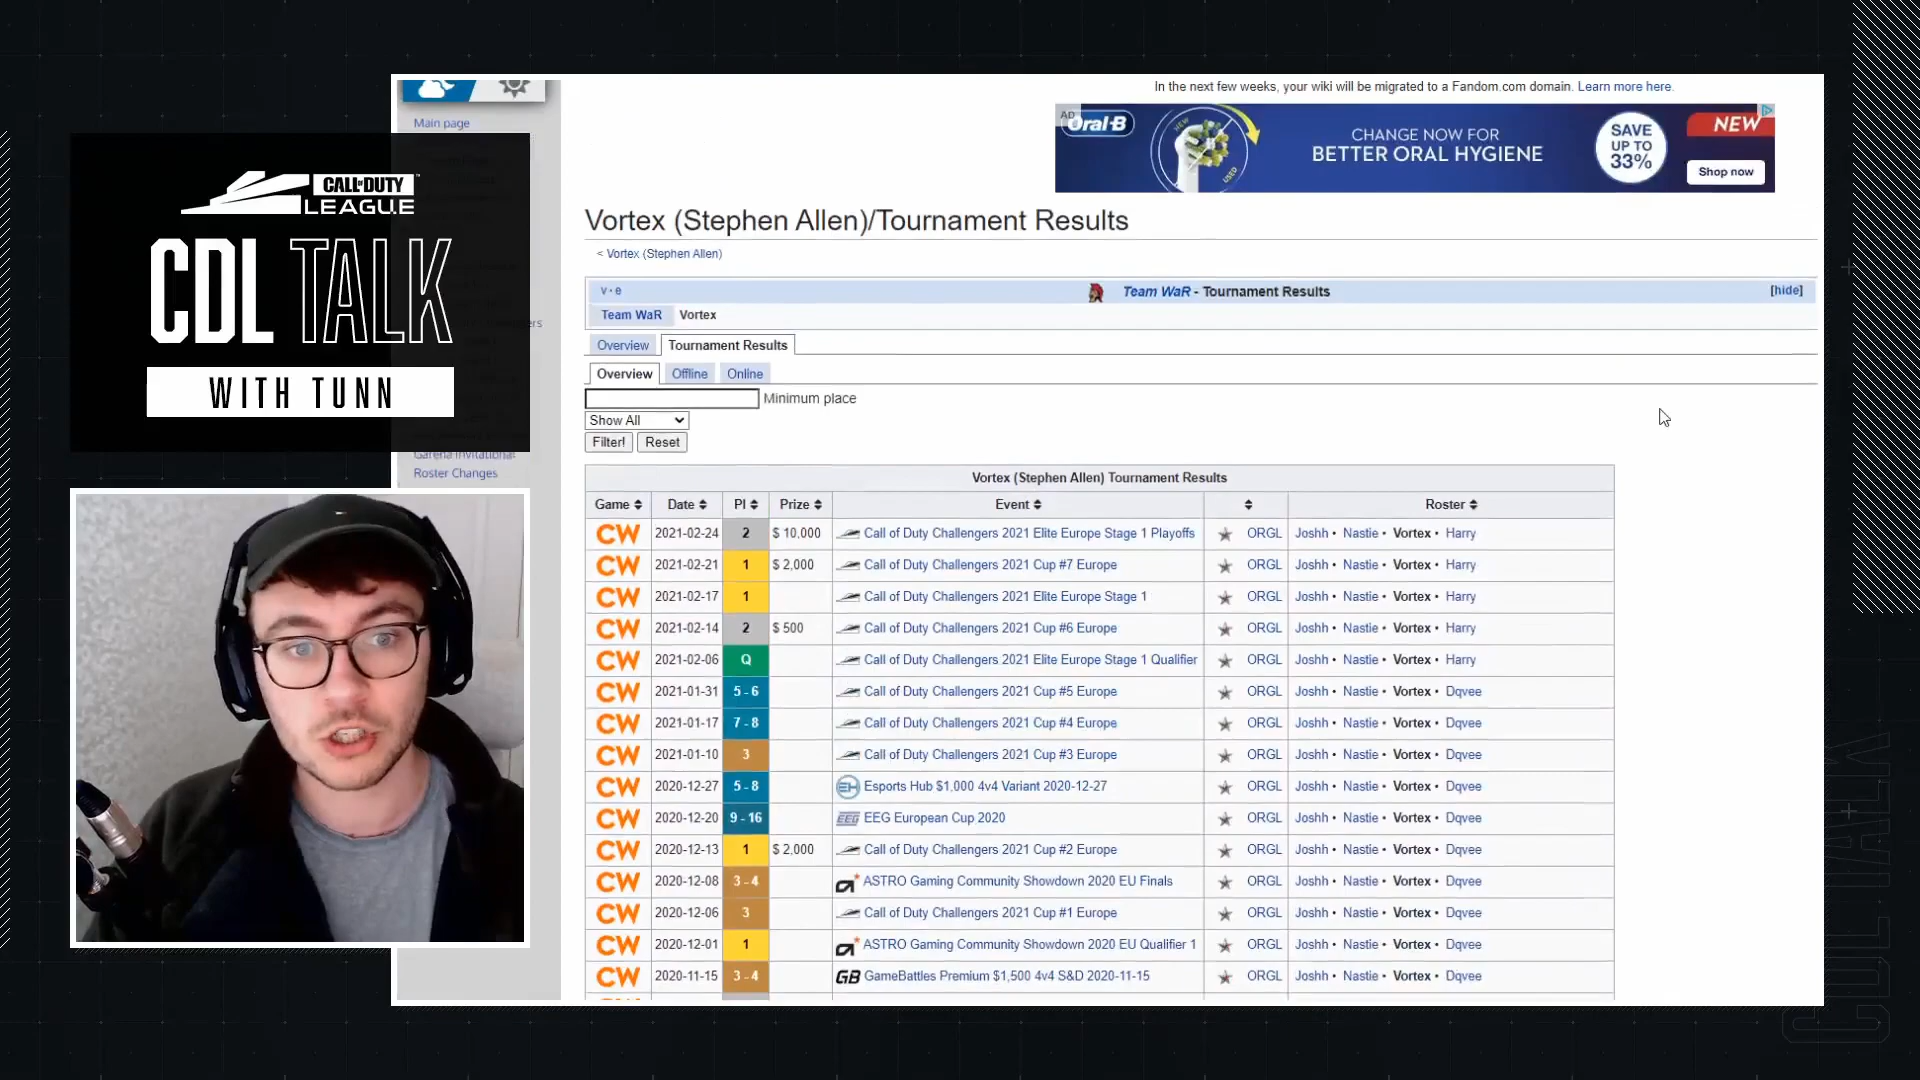 In the next few weeks, your wiki will be migrated to a Fandom.com domain. Learn more here.
Main page
AD
Oral-B
NEW
USED
CHANGE NOW FOR
BETTER ORAL HYGIENE
SAVE
UP TO
33%
NEW
Shop now
CALL OF DUTY
LEAGUE
CDL TALK
WITH TUNN
Garena Invitational
Roster Changes
Vortex (Stephen Allen)/Tournament Results
< Vortex (Stephen Allen)
v • e
Team WaR - Tournament Results
[hide]
Team WaR Vortex
Overview Tournament Results
Overview Offline Online
Minimum place
Show All
Filter! Reset
Vortex (Stephen Allen) Tournament Results
Game Date Pl Prize Event Roster
CW 2021-02-24 2 $ 10,000 Call of Duty Challengers 2021 Elite Europe Stage 1 Playoffs ORGL Joshh • Nastie • Vortex • Harry
CW 2021-02-21 1 $ 2,000 Call of Duty Challengers 2021 Cup #7 Europe ORGL Joshh • Nastie • Vortex • Harry
CW 2021-02-17 1 Call of Duty Challengers 2021 Elite Europe Stage 1 ORGL Joshh • Nastie • Vortex • Harry
CW 2021-02-14 2 $ 500 Call of Duty Challengers 2021 Cup #6 Europe ORGL Joshh • Nastie • Vortex • Harry
CW 2021-02-06 Q Call of Duty Challengers 2021 Elite Europe Stage 1 Qualifier ORGL Joshh • Nastie • Vortex • Harry
CW 2021-01-31 5 - 6 Call of Duty Challengers 2021 Cup #5 Europe ORGL Joshh • Nastie • Vortex • Dqvee
CW 2021-01-17 7 - 8 Call of Duty Challengers 2021 Cup #4 Europe ORGL Joshh • Nastie • Vortex • Dqvee
CW 2021-01-10 3 Call of Duty Challengers 2021 Cup #3 Europe ORGL Joshh • Nastie • Vortex • Dqvee
CW 2020-12-27 5 - 8 EH Esports Hub $1,000 4v4 Variant 2020-12-27 ORGL Joshh • Nastie • Vortex • Dqvee
CW 2020-12-20 9 - 16 EEG EEG European Cup 2020 ORGL Joshh • Nastie • Vortex • Dqvee
CW 2020-12-13 1 $ 2,000 Call of Duty Challengers 2021 Cup #2 Europe ORGL Joshh • Nastie • Vortex • Dqvee
CW 2020-12-08 3 - 4 ASTRO Gaming Community Showdown 2020 EU Finals ORGL Joshh • Nastie • Vortex • Dqvee
CW 2020-12-06 3 Call of Duty Challengers 2021 Cup #1 Europe ORGL Joshh • Nastie • Vortex • Dqvee
CW 2020-12-01 1 ASTRO Gaming Community Showdown 2020 EU Qualifier 1 ORGL Joshh • Nastie • Vortex • Dqvee
CW 2020-11-15 3 - 4 GB GameBattles Premium $1,500 4v4 S&D 2020-11-15 ORGL Joshh • Nastie • Vortex • Dqvee
CDL TALK